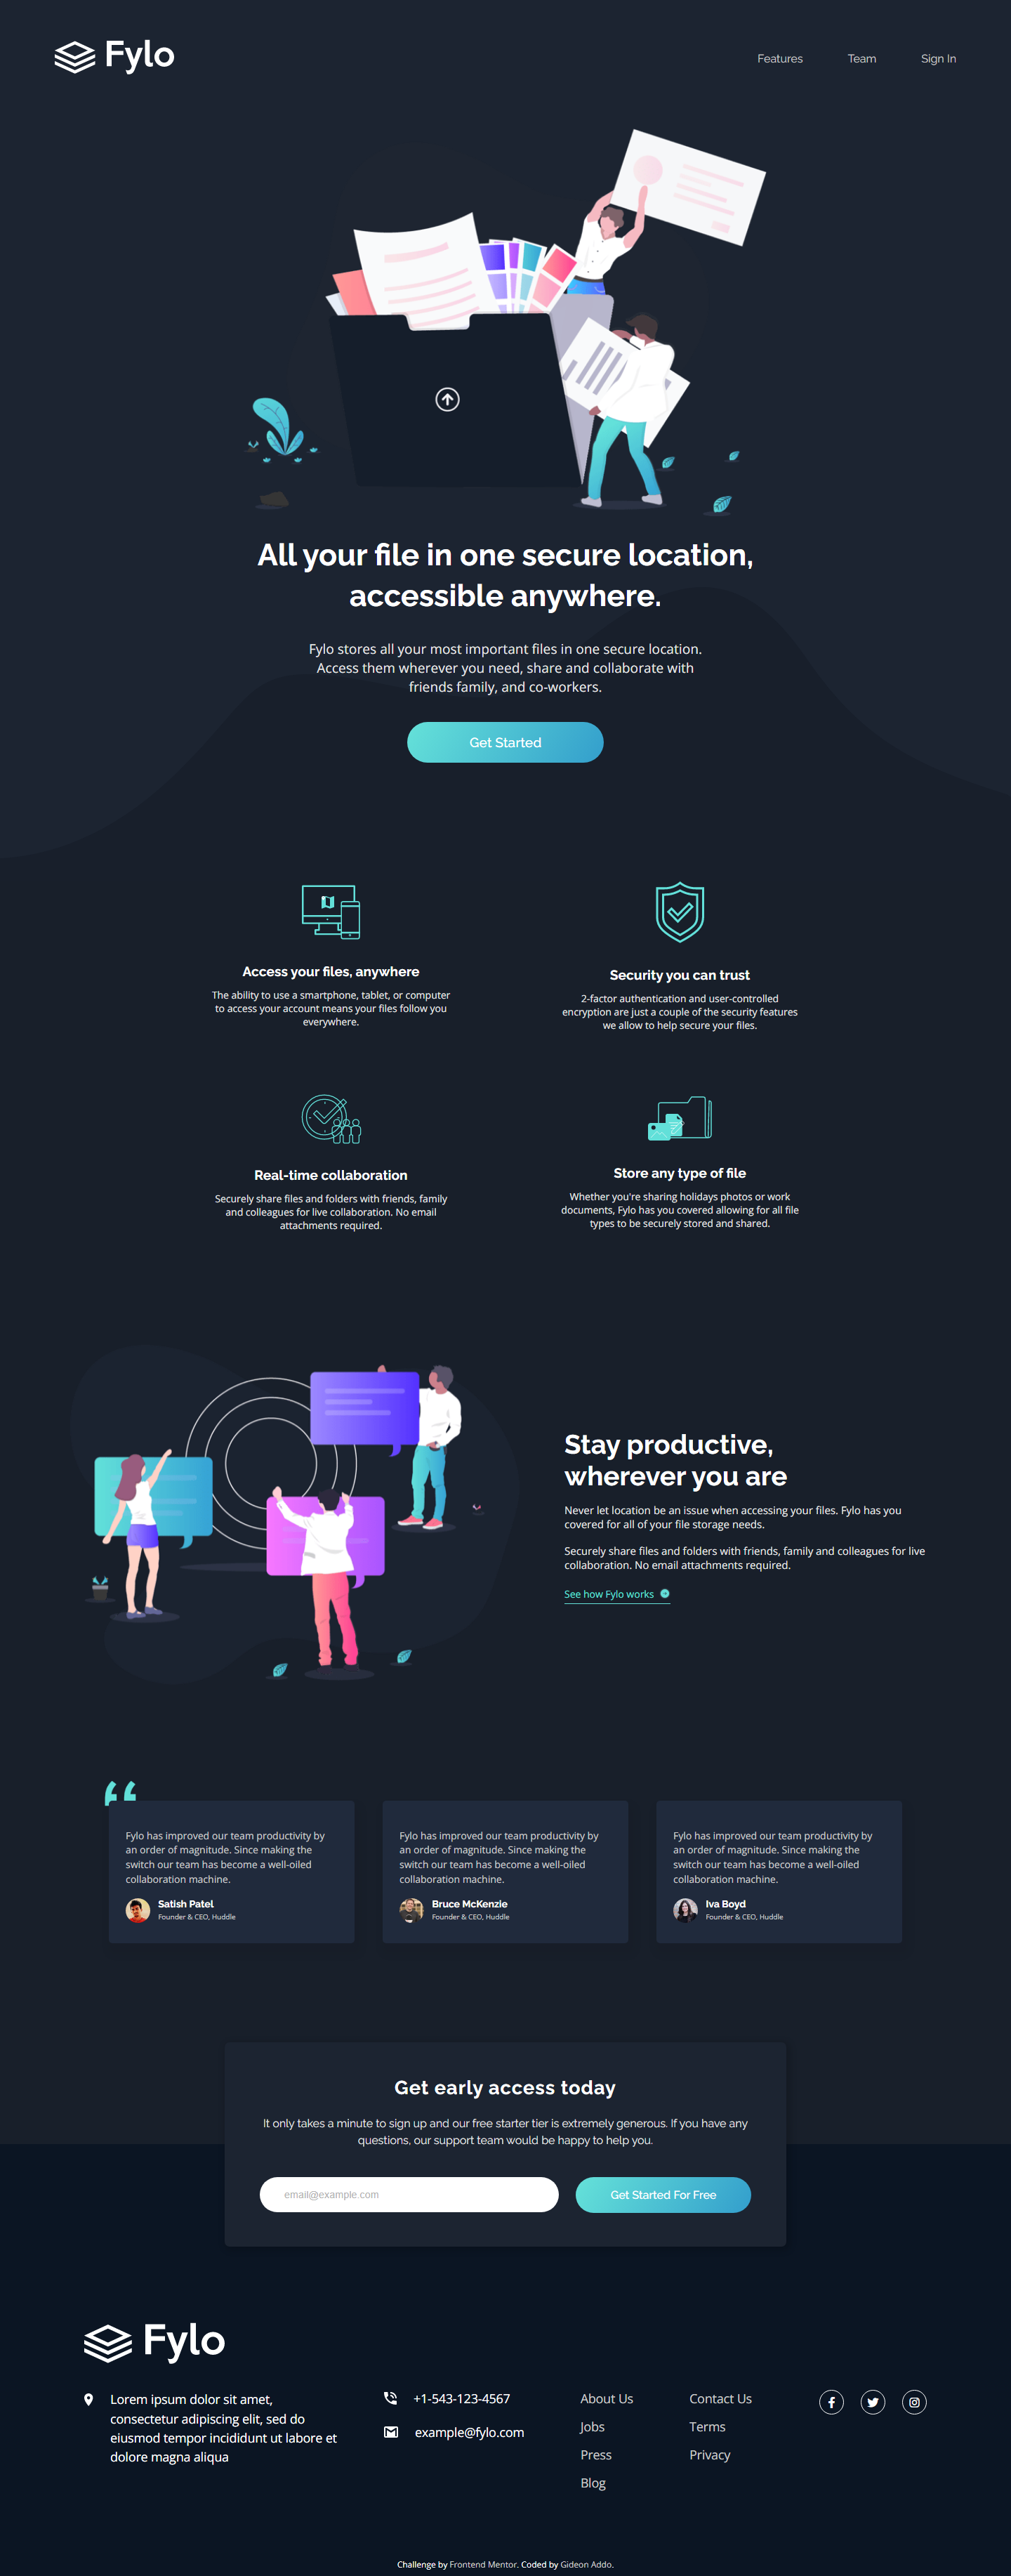 Fylo
Features
Team
Sign In
All your file in one secure location,
accessible anywhere.
Fylo stores all your most important files in one secure location.
Access them wherever you need, share and collaborate with
friends family, and co-workers.
Get Started
Access your files, anywhere
The ability to use a smartphone, tablet, or computer
to access your account means your files follow you
everywhere.
Security you can trust
2-factor authentication and user-controlled
encryption are just a couple of the security features
we allow to help secure your files.
Real-time collaboration
Securely share files and folders with friends, family
and colleagues for live collaboration. No email
attachments required.
Store any type of file
Whether you're sharing holidays photos or work
documents, Fylo has you covered allowing for all file
types to be securely stored and shared.
Stay productive,
wherever you are
Never let location be an issue when accessing your files. Fylo has you
covered for all of your file storage needs.
Securely share files and folders with friends, family and colleagues for live
collaboration. No email attachments required.
See how Fylo works
Fylo has improved our team productivity by
an order of magnitude. Since making the
switch our team has become a well-oiled
collaboration machine.
Satish Patel
Founder & CEO, Huddle
Fylo has improved our team productivity by
an order of magnitude. Since making the
switch our team has become a well-oiled
collaboration machine.
Bruce McKenzie
Founder & CEO, Huddle
Fylo has improved our team productivity by
an order of magnitude. Since making the
switch our team has become a well-oiled
collaboration machine.
Iva Boyd
Founder & CEO, Huddle
Get early access today
It only takes a minute to sign up and our free starter tier is extremely generous. If you have any
questions, our support team would be happy to help you.
email@example.com
Get Started For Free
Fylo
Lorem ipsum dolor sit amet,
consectetur adipiscing elit, sed do
eiusmod tempor incididunt ut labore et
dolore magna aliqua
+1-543-123-4567
example@fylo.com
About Us
Jobs
Press
Blog
Contact Us
Terms
Privacy
Challenge by Frontend Mentor. Coded by Gideon Addo.